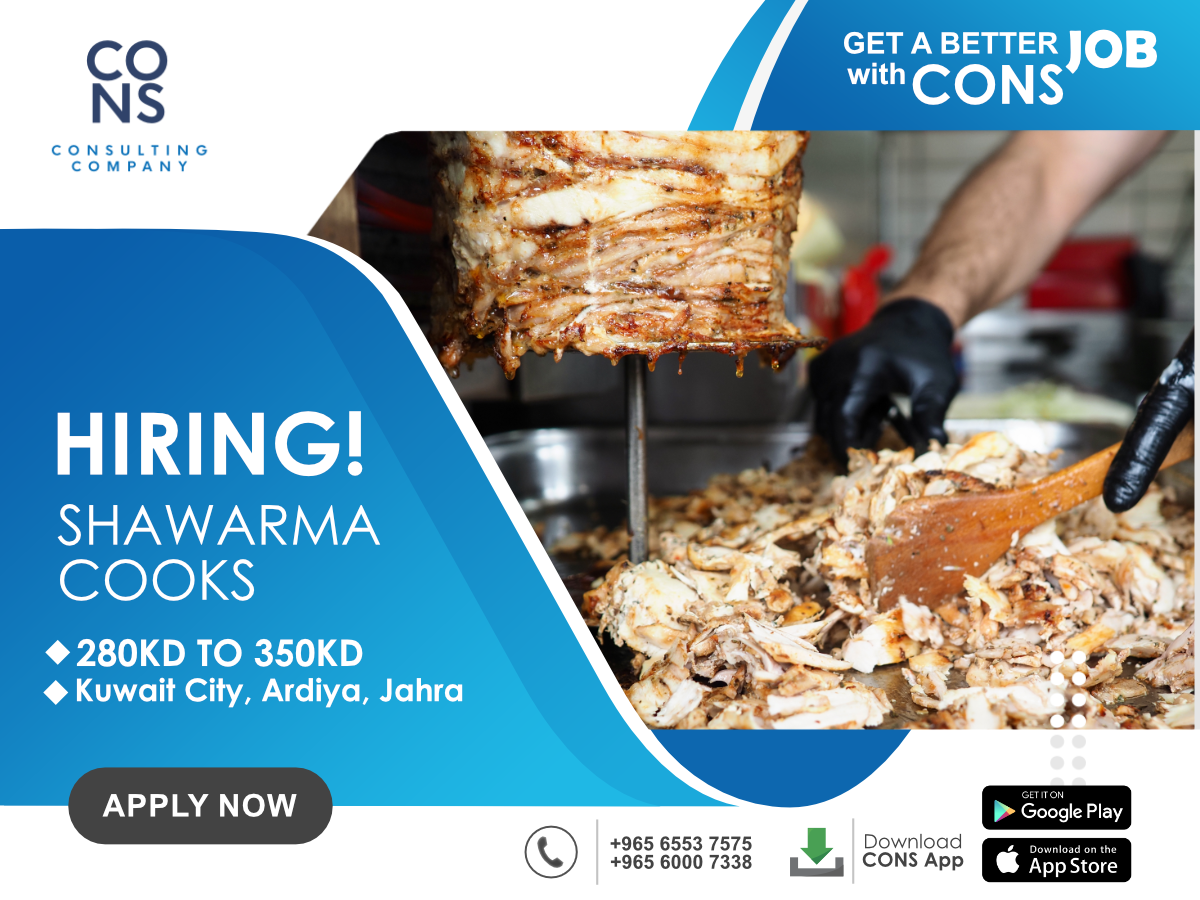 CO
NS
CONSULTING
COMPANY
GET A BETTER JOB
with CONS
HIRING!
SHAWARMA
COOKS
280KD TO 350KD
Kuwait City, Ardiya, Jahra
APPLY NOW
+965 6553 7575
+965 6000 7338
Download
CONS App
GET IT ON
Google Play
Download on the
App Store